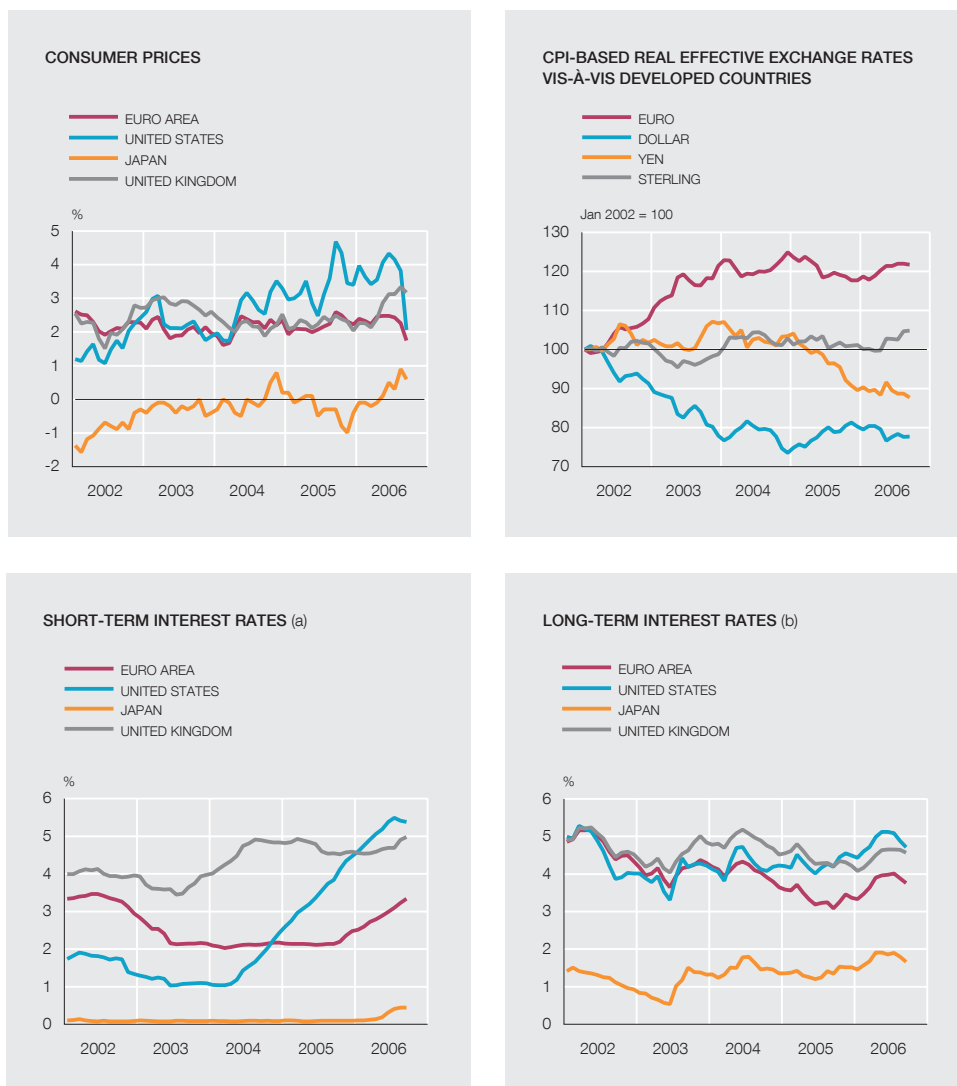 CONSUMER PRICES
EURO AREA
UNITED STATES
JAPAN
UNITED KINGDOM
%
5
4
3
2
1
0
-1
-2
2002 2003 2004 2005 2006
CPI-BASED REAL EFFECTIVE EXCHANGE RATES
VIS-À-VIS DEVELOPED COUNTRIES
EURO
DOLLAR
YEN
STERLING
Jan 2002 = 100
130
120
110
100
90
80
70
2002 2003 2004 2005 2006
SHORT-TERM INTEREST RATES (a)
EURO AREA
UNITED STATES
JAPAN
UNITED KINGDOM
%
6
5
4
3
2
1
0
2002 2003 2004 2005 2006
LONG-TERM INTEREST RATES (b)
EURO AREA
UNITED STATES
JAPAN
UNITED KINGDOM
%
6
5
4
3
2
1
0
2002 2003 2004 2005 2006